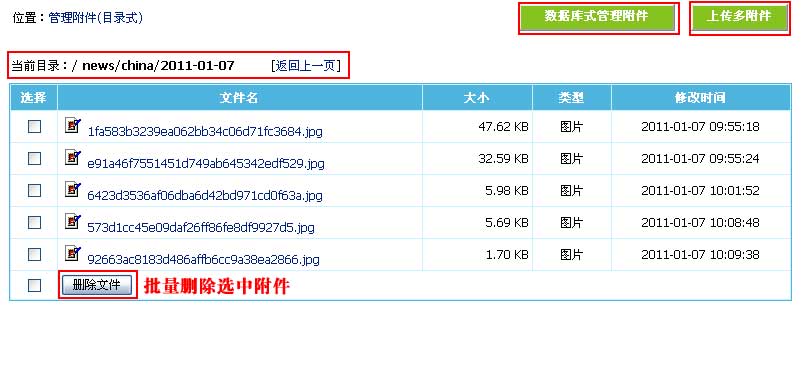 位置：管理附件(目录式)
数据库式管理附件
上传多附件
当前目录：/ news/china/2011-01-07 [返回上一页]
选择 文件名 大小 类型 修改时间
1fa583b3239ea062bb34c06d71fc3684.jpg 47.62 KB 图片 2011-01-07 09:55:18
e91a46f7551451d749ab645342edf529.jpg 32.59 KB 图片 2011-01-07 09:55:24
6423d3536af06dba6d42bd971cd0f63a.jpg 5.98 KB 图片 2011-01-07 10:01:52
573d1cc45e09daf26ff86fe8df9927d5.jpg 5.69 KB 图片 2011-01-07 10:08:48
92663ac8183d486affb6cc9a38ea2866.jpg 1.70 KB 图片 2011-01-07 10:09:38
删除文件 批量删除选中附件